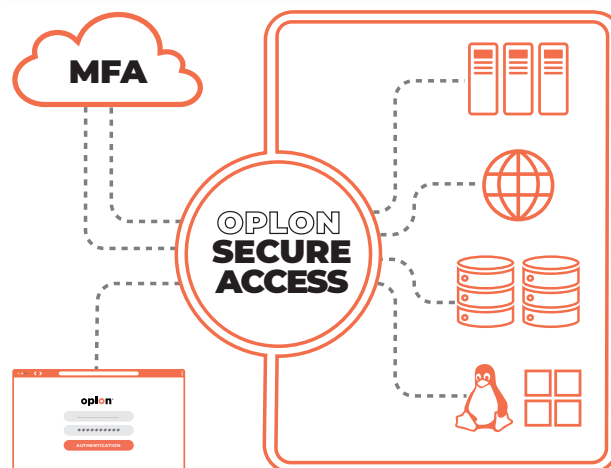 MFA
OPLON
SECURE
ACCESS
oplon
**********
AUTHENTICATION